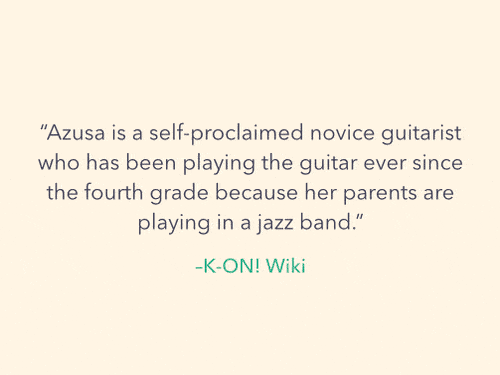 “Azusa is a self-proclaimed novice guitarist
who has been playing the guitar ever since
the fourth grade because her parents are
playing in a jazz band.”
–K-ON! Wiki